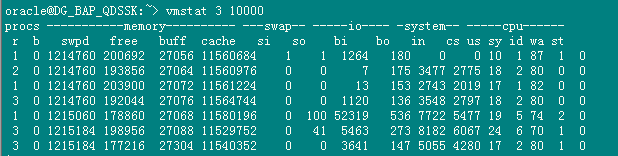 oracle@DG_BAP_QDSSK:~> vmstat 3 10000
procs -----------memory---------- ---swap-- -----io---- -system-- -----cpu------
r b swpd free buff cache si so bi bo in cs us sy id wa st
1 0 1214760 200692 27056 11560684 1 1 1264 180 0 0 10 1 87 1 0
2 0 1214760 193856 27064 11560976 0 0 7 175 3477 2775 18 2 80 0 0
1 0 1214760 203900 27072 11561224 0 0 13 153 2743 2019 17 1 82 0 0
3 0 1214760 192044 27076 11564744 0 0 1120 136 3548 2797 18 2 80 0 0
1 0 1215060 178860 27068 11580196 0 100 52319 536 7722 5477 19 5 74 2 0
3 0 1215184 198956 27088 11529752 0 41 5463 273 8182 6067 24 6 70 1 0
3 0 1215184 177216 27304 11540352 0 0 3641 147 5055 4280 17 2 80 1 0